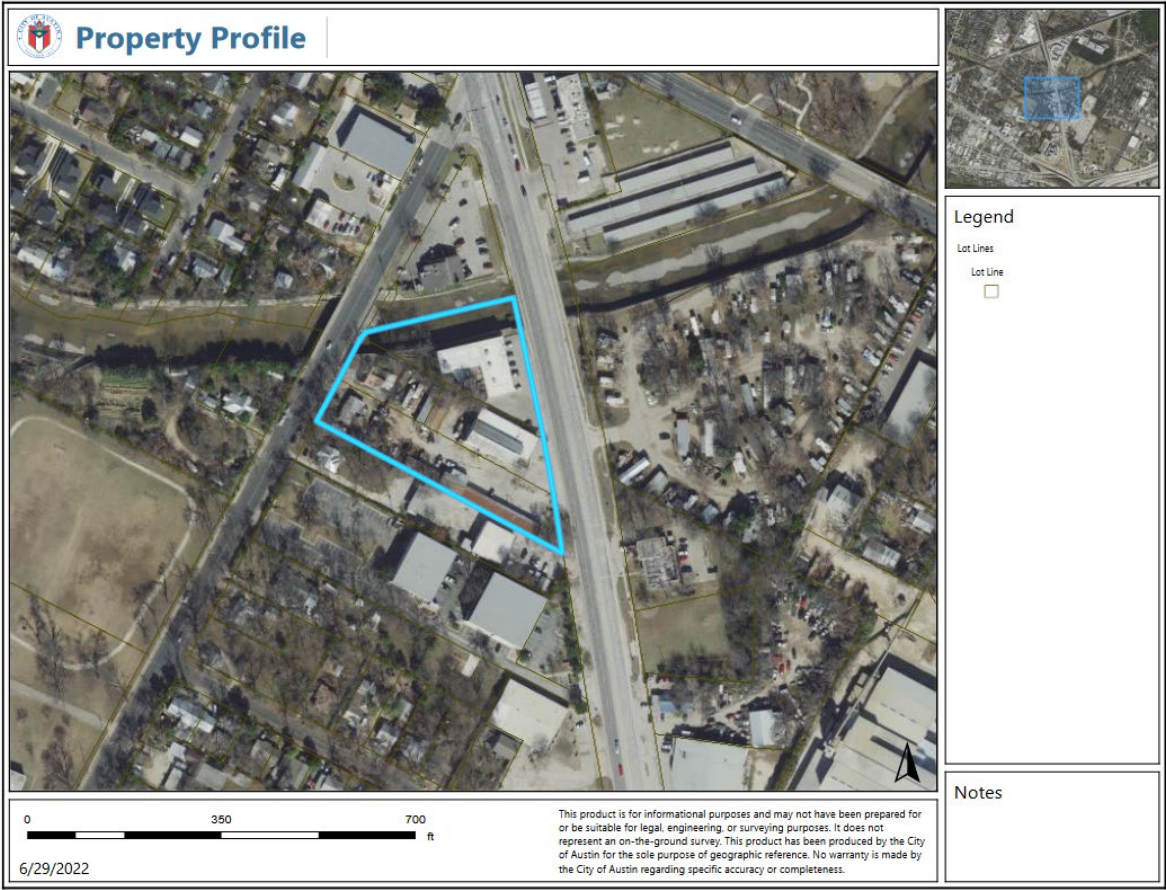 Property Profile
Legend
Lot Lines
Lot Line
Notes
0 350 700
ft
6/29/2022
This product is for informational purposes and may not have been prepared for
or be suitable for legal, engineering, or surveying purposes. It does not
represent an on-the-ground survey. This product has been produced by the City
of Austin for the sole purpose of geographic reference. No warranty is made by
the City of Austin regarding specific accuracy or completeness.